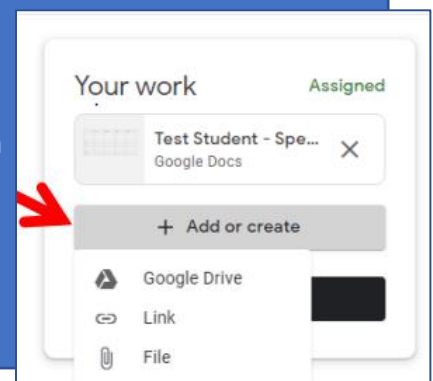 Your work Assigned
Test Student - Spe...
Google Docs
+ Add or create
Google Drive
Link
File